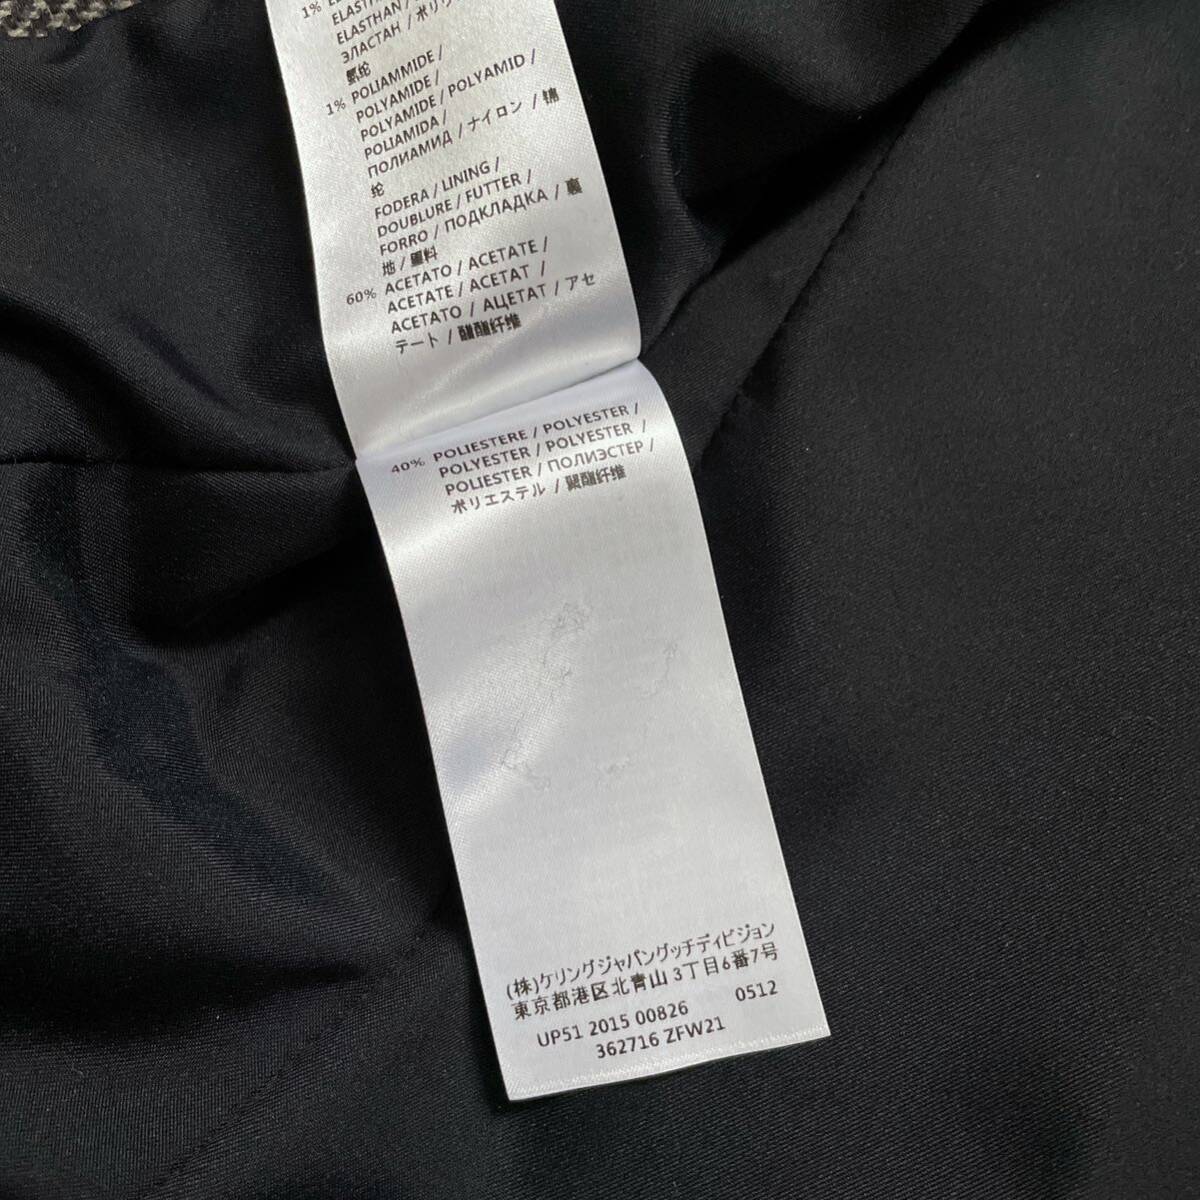 1%
ELASTHAN /
ЭЛАСТАН /
氨纶
1% POLIAMMIDE /
POLYAMIDE /
POLYAMIDE / POLYAMID /
POLIAMIDA /
ПОЛИАМИД / ナイロン / 锦
纶
FODERA / LINING /
DOUBLURE / FUTTER /
FORRO / ПОДКЛАДКА / 裏
地 / 里料
60% ACETATO / ACETATE /
ACETATE / ACETAT /
ACETATO / АЦЕТАТ / アセ
テート / 醋酯纤维
40% POLIESTERE / POLYESTER /
POLYESTER / POLYESTER /
POLIESTER / ПОЛИЭСТЕР /
ポリエステル / 聚酯纤维
(株)ケリングジャパングッチディビジョン
東京都港区北青山 3丁目6番7号
UP51 2015 00826 0512
362716 ZFW21